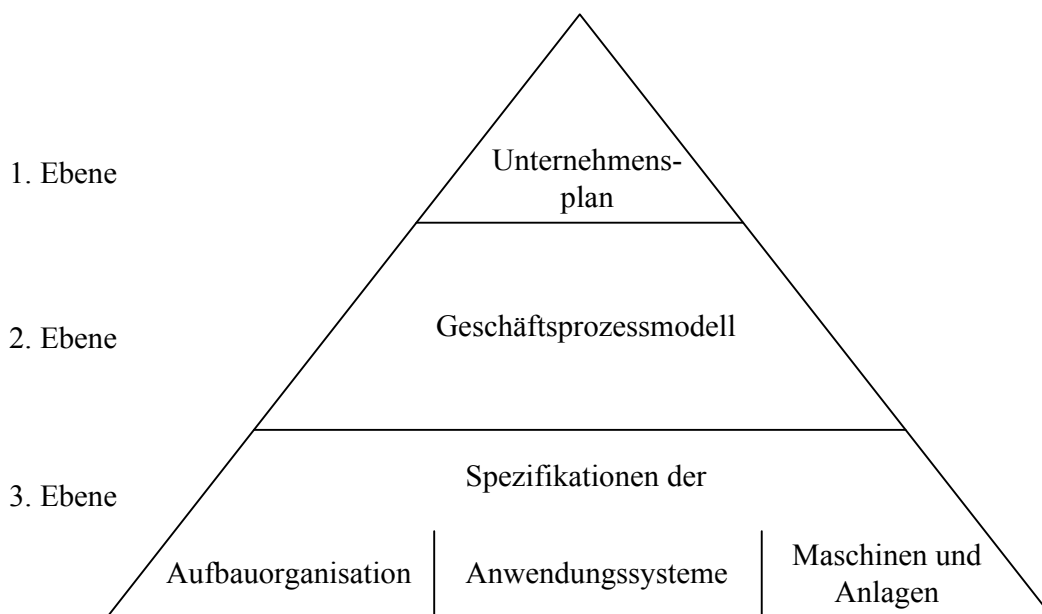 1. Ebene
Unternehmens-
plan
2. Ebene
Geschäftsprozessmodell
3. Ebene
Spezifikationen der
Aufbauorganisation
Anwendungssysteme
Maschinen und
Anlagen